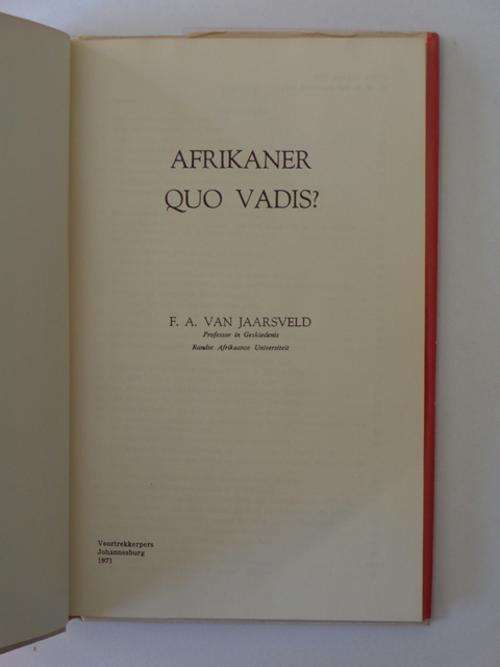 AFRIKANER
QUO VADIS?
F. A. VAN JAARSVELD
Professor in Geskiedenis
Randse Afrikaanse Universiteit
Voortrekkerpers
Johannesburg
1971